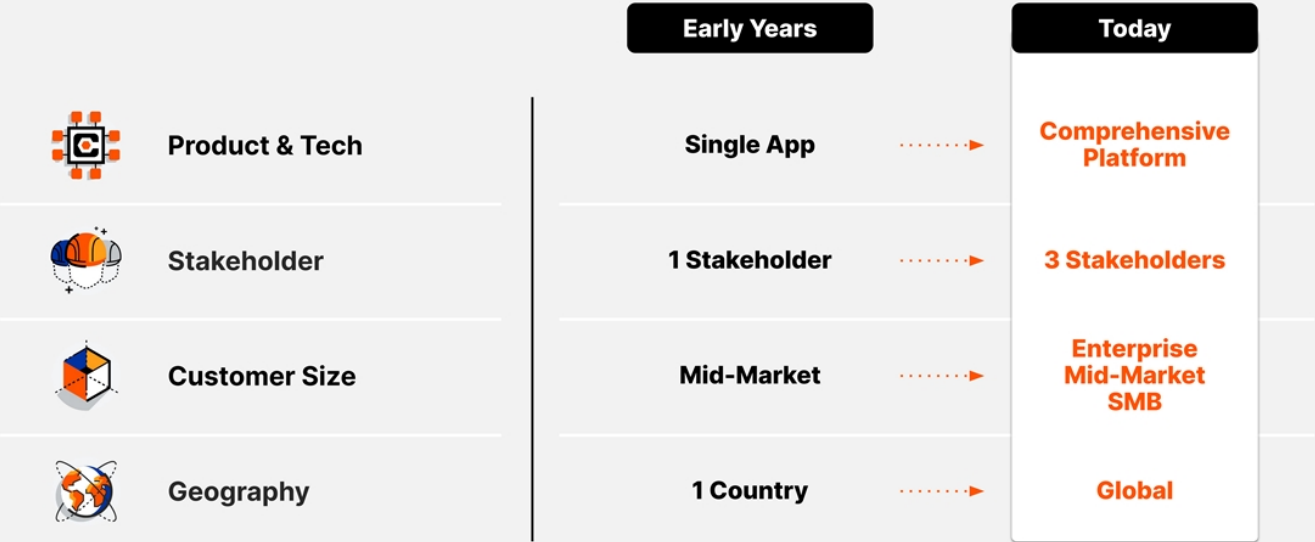 Early Years
Today
Product & Tech
Single App
Comprehensive
Platform
Stakeholder
1 Stakeholder
3 Stakeholders
Customer Size
Mid-Market
Enterprise
Mid-Market
SMB
Geography
1 Country
Global